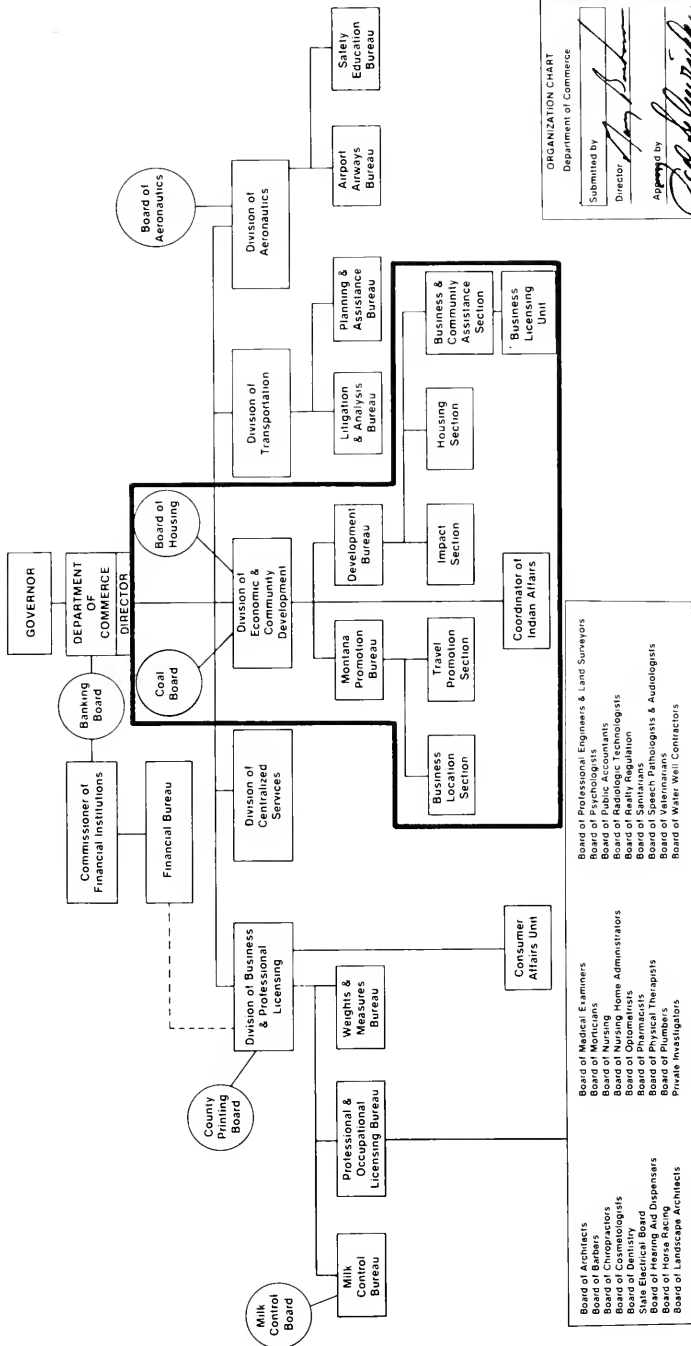 GOVERNOR
DEPARTMENT
OF
COMMERCE
DIRECTOR
Banking
Board
Commissioner of
Financial Institutions
Financial Bureau
Coal
Board
Board of
Housing
Board of
Aeronautics
County
Printing
Board
Division of Business
& Professional
Licensing
Division of
Centralized
Services
Division of
Economic &
Community
Development
Division of
Transportation
Division of
Aeronautics
Milk
Control
Board
Milk
Control
Bureau
Professional &
Occupational
Licensing Bureau
Weights &
Measures
Bureau
Consumer
Affairs Unit
Montana
Promotion
Bureau
Development
Bureau
Litigation
& Analysis
Bureau
Planning &
Assistance
Bureau
Airport
Airways
Bureau
Safety
Education
Bureau
Business
Location
Section
Travel
Promotion
Section
Impact
Section
Housing
Section
Business &
Community
Assistance
Section
Business
Licensing
Unit
Coordinator of
Indian Affairs
Board of Architects
Board of Barbers
Board of Chiropractors
Board of Cosmetologists
Board of Dentistry
State Electrical Board
Board of Hearing Aid Dispensers
Board of Horse Racing
Board of Landscape Architects
Board of Medical Examiners
Board of Morticians
Board of Nursing
Board of Nursing Home Administrators
Board of Optometrists
Board of Pharmacists
Board of Physical Therapists
Board of Plumbers
Private Investigators
Board of Professional Engineers & Land Surveyors
Board of Psychologists
Board of Public Accountants
Board of Radiologic Technologists
Board of Realty Regulation
Board of Sanitarians
Board of Speech Pathologists & Audiologists
Board of Veterinarians
Board of Water Well Contractors
ORGANIZATION CHART
Department of Commerce
Submitted by
Director
Approved by